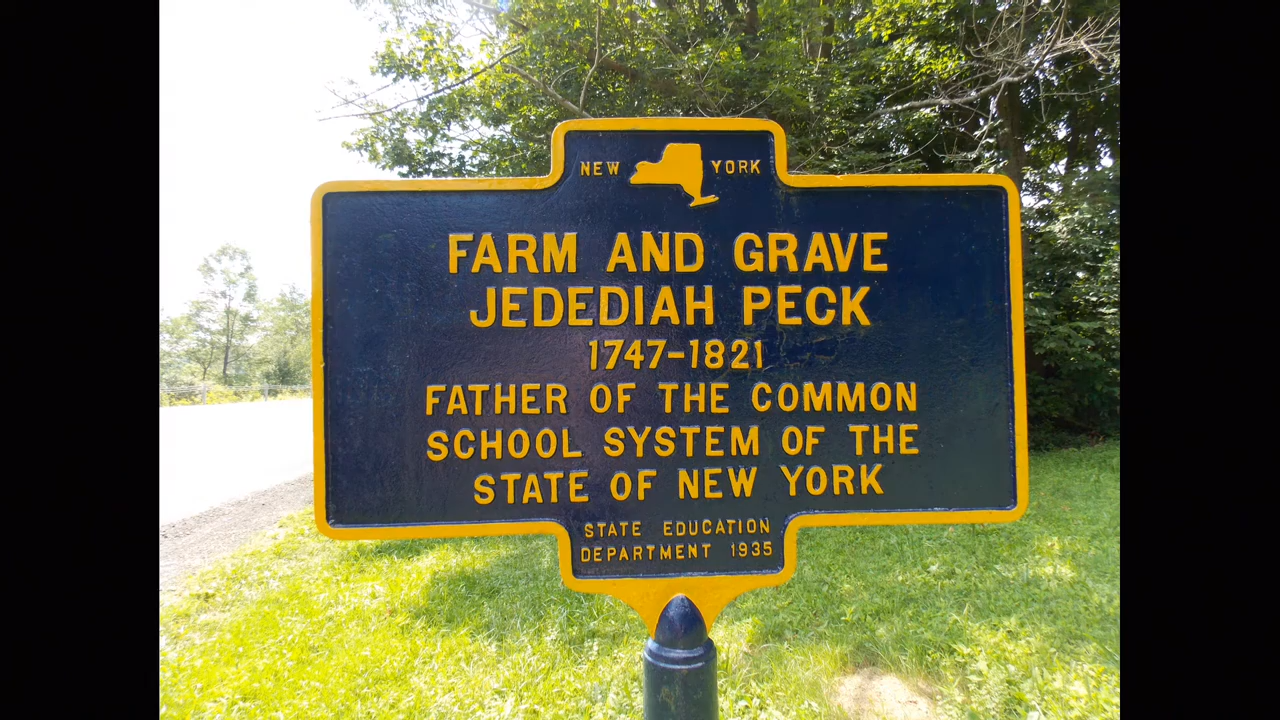 NEW YORK
FARM AND GRAVE
JEDEDIAH PECK
1747-1821
FATHER OF THE COMMON
SCHOOL SYSTEM OF THE
STATE OF NEW YORK
STATE EDUCATION
DEPARTMENT 1935